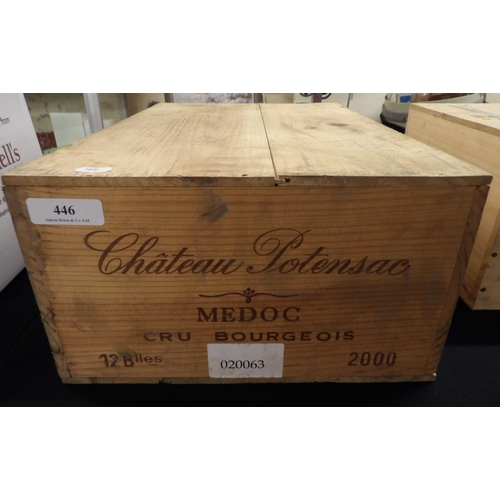 446
Château Potensac
MEDOC
CRU BOURGEOIS
12 Blles
020063
2000